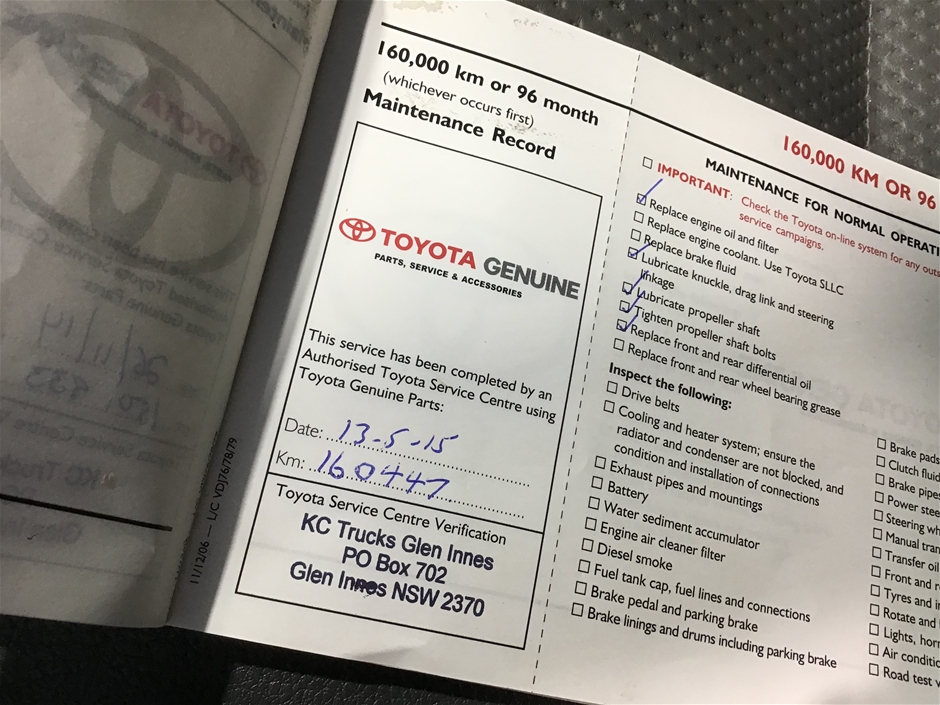 160,000 km or 96 month
(whichever occurs first)
Maintenance Record
TOYOTA GENUINE
PARTS, SERVICE & ACCESSORIES
This service has been completed by an
Authorised Toyota Service Centre using
Toyota Genuine Parts:
Date: 13-5-15
Km: 160447
Toyota Service Centre Verification
KC Trucks Glen Innes
PO Box 702
Glen Innes NSW 2370
11/12/06 — L/C VDJ76/78/79
160,000 KM OR 96
MAINTENANCE FOR NORMAL OPERATI
IMPORTANT: Check the Toyota on-line system for any outs
service campaigns.
Replace engine oil and filter
Replace engine coolant. Use Toyota SLLC
Replace brake fluid
Lubricate knuckle, drag link and steering
linkage
Lubricate propeller shaft
Tighten propeller shaft bolts
Replace front and rear differential oil
Replace front and rear wheel bearing grease
Inspect the following:
Drive belts
Cooling and heater system; ensure the
radiator and condenser are not blocked, and
condition and installation of connections
Exhaust pipes and mountings
Battery
Water sediment accumulator
Engine air cleaner filter
Diesel smoke
Fuel tank cap, fuel lines and connections
Brake pedal and parking brake
Brake linings and drums including parking brake
Brake pads
Clutch fluid
Brake pipes
Power stee
Steering wh
Manual tran
Transfer oil
Front and r
Tyres and i
Rotate and
Lights, horn
Air conditio
Road test v